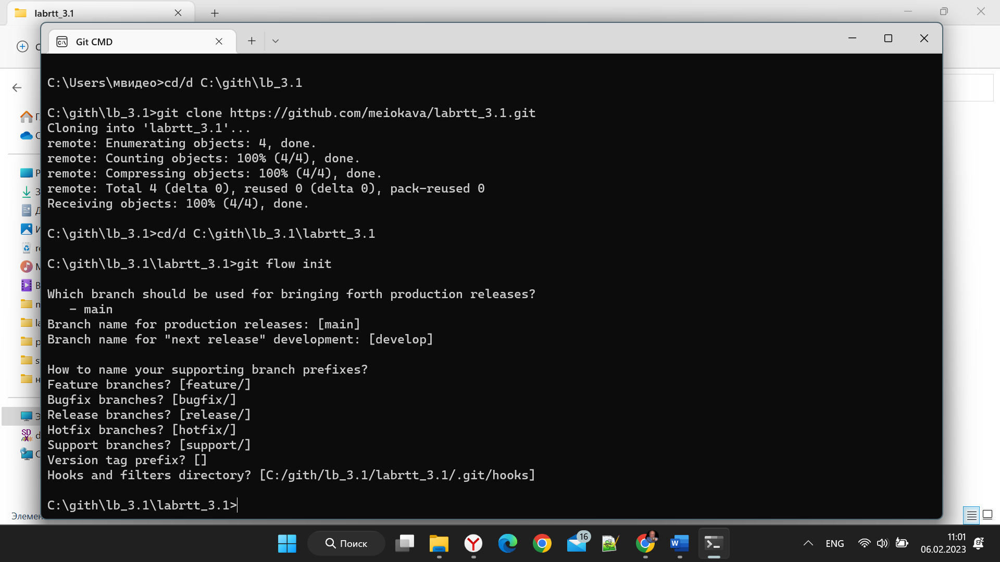 labrtt_3.1
Git CMD
C:\Users\мвидео>cd/d C:\gith\lb_3.1
C:\gith\lb_3.1>git clone https://github.com/meiokava/labrtt_3.1.git
Cloning into 'labrtt_3.1'...
remote: Enumerating objects: 4, done.
remote: Counting objects: 100% (4/4), done.
remote: Compressing objects: 100% (4/4), done.
remote: Total 4 (delta 0), reused 0 (delta 0), pack-reused 0
Receiving objects: 100% (4/4), done.
C:\gith\lb_3.1>cd/d C:\gith\lb_3.1\labrtt_3.1
C:\gith\lb_3.1\labrtt_3.1>git flow init
Which branch should be used for bringing forth production releases?
- main
Branch name for production releases: [main]
Branch name for "next release" development: [develop]
How to name your supporting branch prefixes?
Feature branches? [feature/]
Bugfix branches? [bugfix/]
Release branches? [release/]
Hotfix branches? [hotfix/]
Support branches? [support/]
Version tag prefix? []
Hooks and filters directory? [C:/gith/lb_3.1/labrtt_3.1/.git/hooks]
C:\gith\lb_3.1\labrtt_3.1>
Элемен
Поиск
16
ENG
11:01
06.02.2023